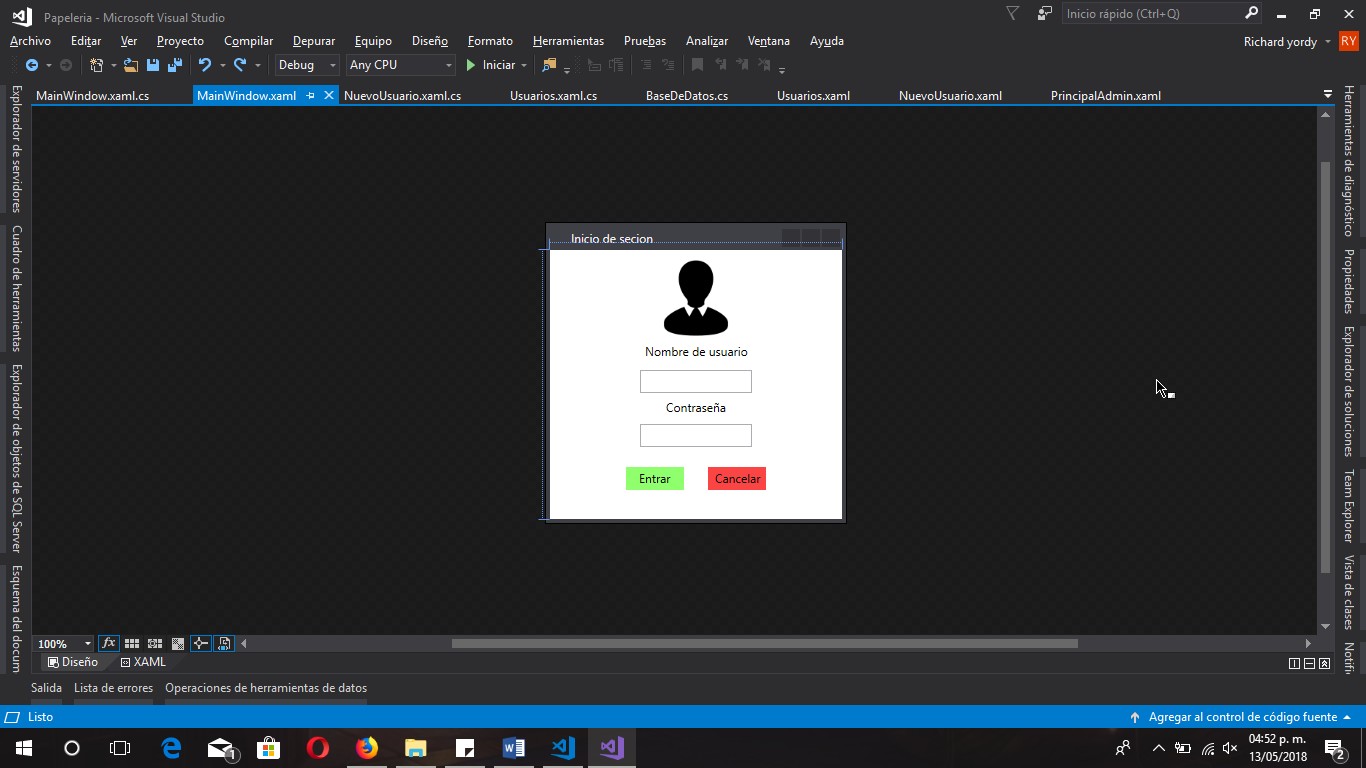 Papeleria - Microsoft Visual Studio
Inicio rápido (Ctrl+Q)
Archivo Editar Ver Proyecto Compilar Depurar Equipo Diseño Formato Herramientas Pruebas Analizar Ventana Ayuda
Richard yordy RY
Debug Any CPU Iniciar
MainWindow.xaml.cs MainWindow.xaml NuevoUsuario.xaml.cs Usuarios.xaml.cs BaseDeDatos.cs Usuarios.xaml NuevoUsuario.xaml PrincipalAdmin.xaml
Explorador de servidores
Cuadro de herramientas
Explorador de objetos de SQL Server
Esquema del docum
Inicio de secion
Nombre de usuario
Contraseña
Entrar Cancelar
Herramientas de diagnóstico
Propiedades
Explorador de soluciones
Team Explorer
Vista de clases
Notifi
100% fx
Diseño XAML
Salida Lista de errores Operaciones de herramientas de datos
Listo
Agregar al control de código fuente
1
04:52 p. m.
13/05/2018
2